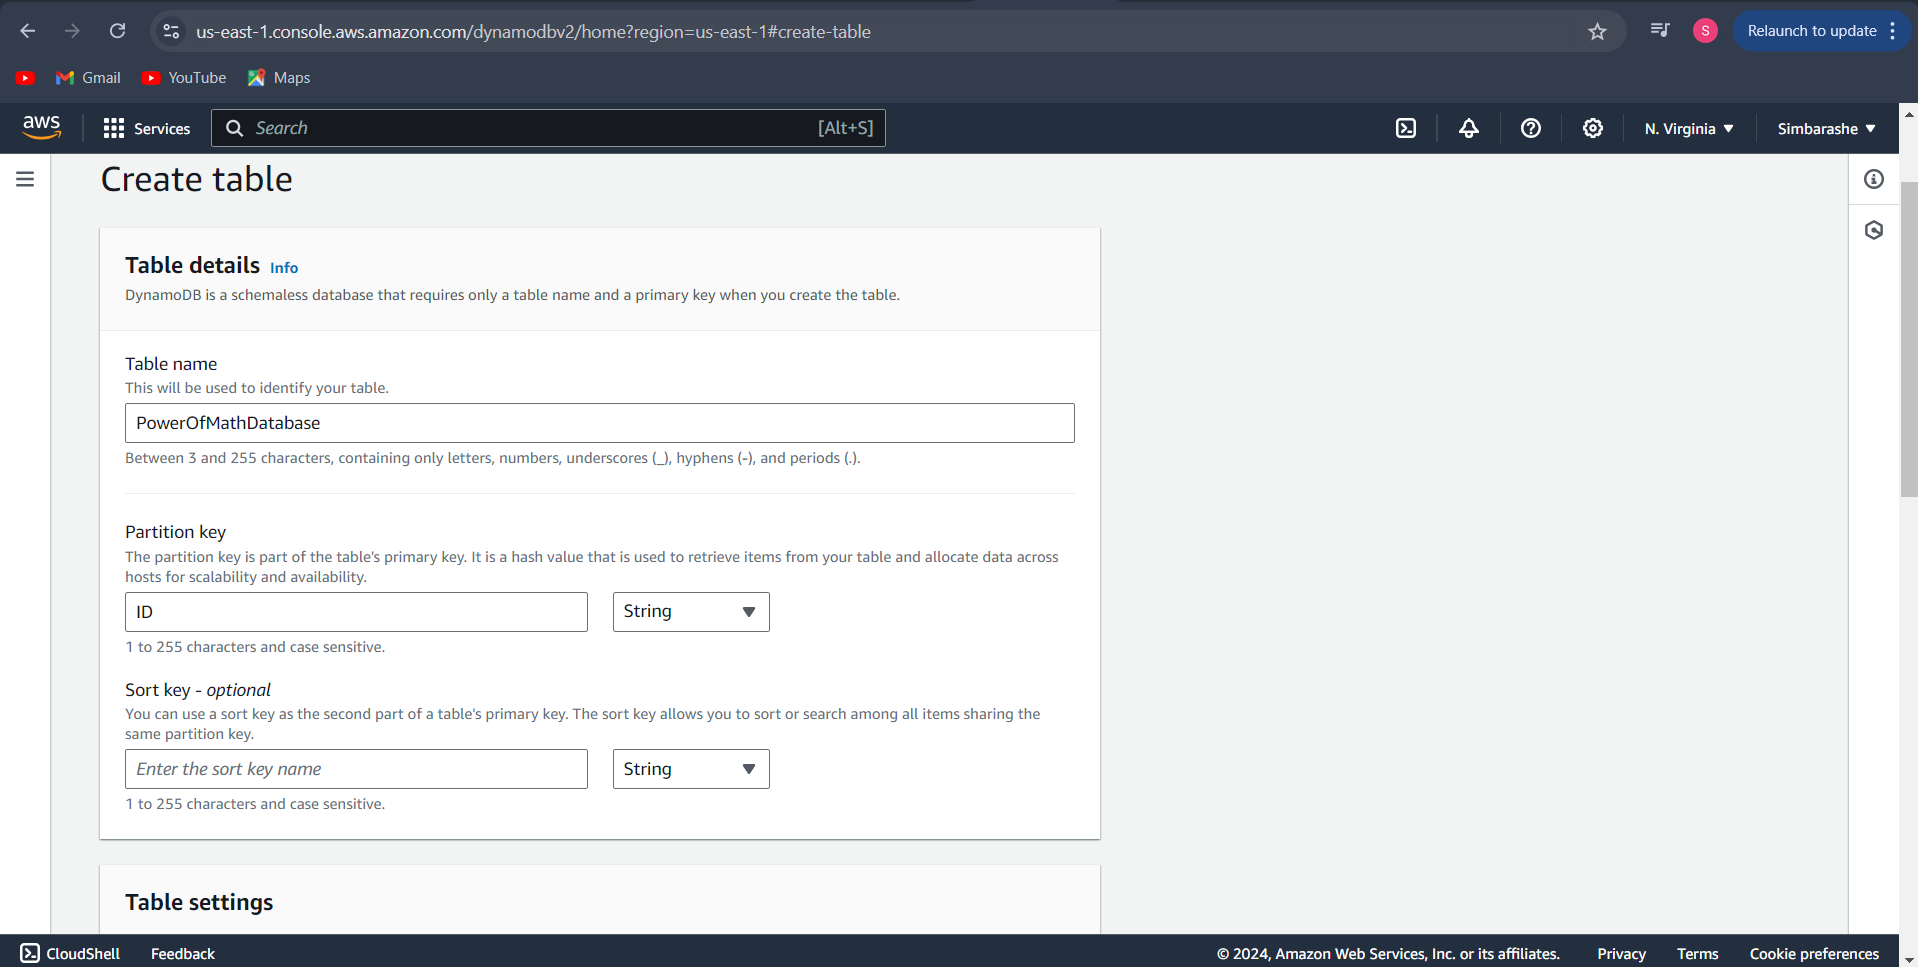 us-east-1.console.aws.amazon.com/dynamodbv2/home?region=us-east-1#create-table
S
Relaunch to update
Gmail
YouTube
Maps
aws
Services
Search
[Alt+S]
N. Virginia
Simbarashe
Create table
Table details Info
DynamoDB is a schemaless database that requires only a table name and a primary key when you create the table.
Table name
This will be used to identify your table.
PowerOfMathDatabase
Between 3 and 255 characters, containing only letters, numbers, underscores (_), hyphens (-), and periods (.).
Partition key
The partition key is part of the table's primary key. It is a hash value that is used to retrieve items from your table and allocate data across
hosts for scalability and availability.
ID
String
1 to 255 characters and case sensitive.
Sort key - optional
You can use a sort key as the second part of a table's primary key. The sort key allows you to sort or search among all items sharing the
same partition key.
Enter the sort key name
String
1 to 255 characters and case sensitive.
Table settings
CloudShell
Feedback
© 2024, Amazon Web Services, Inc. or its affiliates.
Privacy
Terms
Cookie preferences